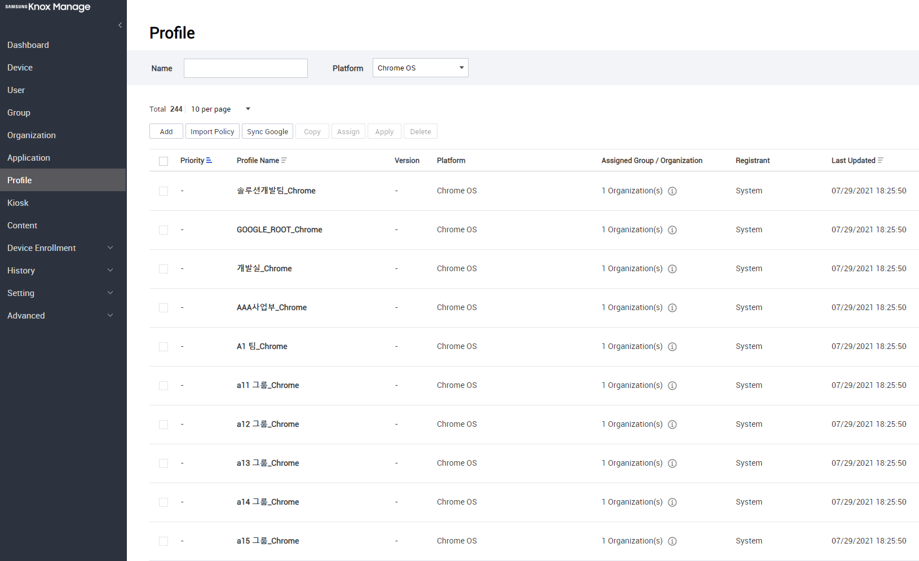 SAMSUNG Knox Manage
Dashboard
Device
User
Group
Organization
Application
Profile
Kiosk
Content
Device Enrollment
History
Setting
Advanced
Profile
Name Platform Chrome OS
Total 244 10 per page
Add Import Policy Sync Google Copy Assign Apply Delete
Priority Profile Name Version Platform Assigned Group / Organization Registrant Last Updated
- 솔루션개발팀_Chrome - Chrome OS 1 Organization(s) System 07/29/2021 18:25:50
- GOOGLE_ROOT_Chrome - Chrome OS 1 Organization(s) System 07/29/2021 18:25:50
- 개발실_Chrome - Chrome OS 1 Organization(s) System 07/29/2021 18:25:50
- AAA사업부_Chrome - Chrome OS 1 Organization(s) System 07/29/2021 18:25:50
- A1 팀_Chrome - Chrome OS 1 Organization(s) System 07/29/2021 18:25:50
- a11 그룹_Chrome - Chrome OS 1 Organization(s) System 07/29/2021 18:25:50
- a12 그룹_Chrome - Chrome OS 1 Organization(s) System 07/29/2021 18:25:50
- a13 그룹_Chrome - Chrome OS 1 Organization(s) System 07/29/2021 18:25:50
- a14 그룹_Chrome - Chrome OS 1 Organization(s) System 07/29/2021 18:25:50
- a15 그룹_Chrome - Chrome OS 1 Organization(s) System 07/29/2021 18:25:50